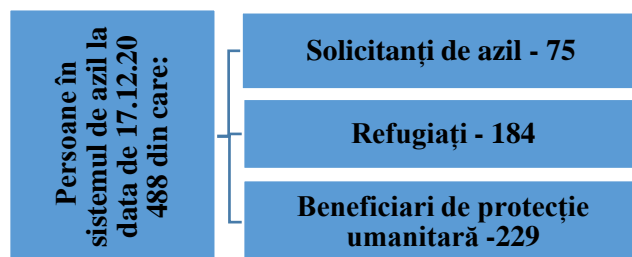 Persoane în
sistemul de azil la
data de 17.12.20
488 din care:
Solicitanți de azil - 75
Refugiați - 184
Beneficiari de protecție
umanitară -229